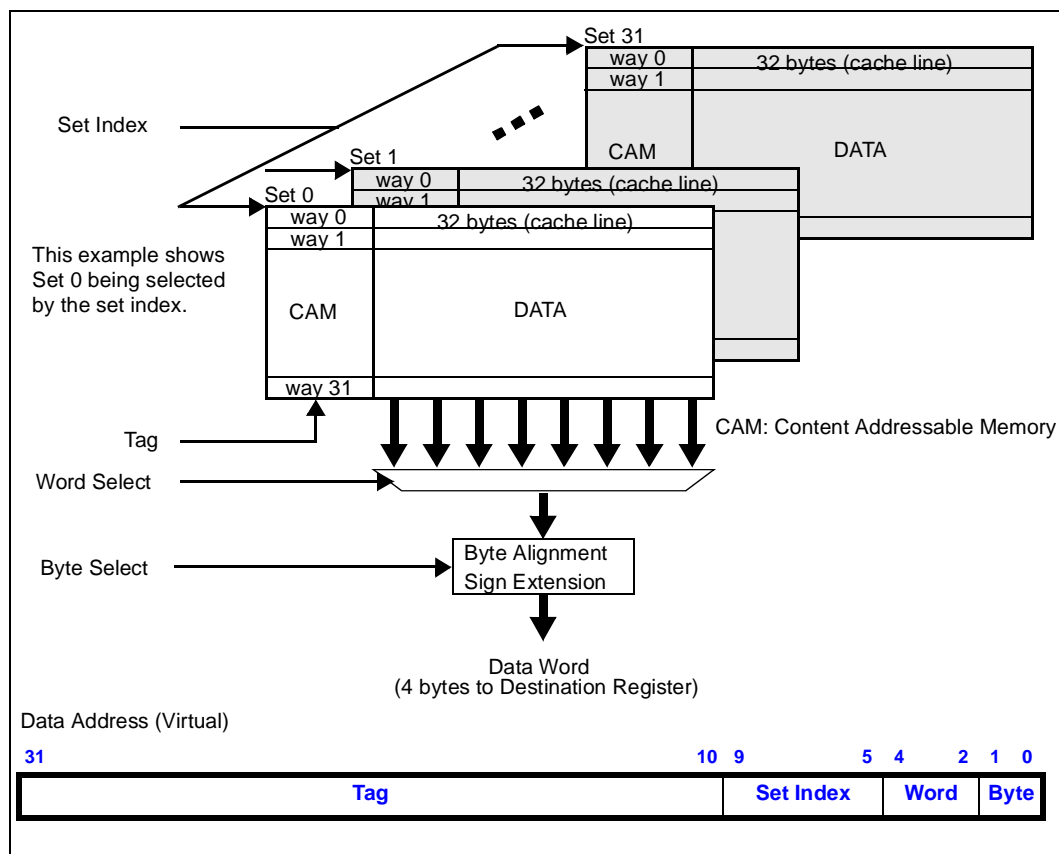 Set 31
way 0
32 bytes (cache line)
way 1
CAM
DATA
Set Index
Set 1
way 0
32 bytes (cache line)
way 1
Set 0
way 0
32 bytes (cache line)
way 1
This example shows
Set 0 being selected
by the set index.
CAM
DATA
way 31
CAM: Content Addressable Memory
Tag
Word Select
Byte Select
Byte Alignment
Sign Extension
Data Word
(4 bytes to Destination Register)
Data Address (Virtual)
31 10 9 5 4 2 1 0
Tag Set Index Word Byte